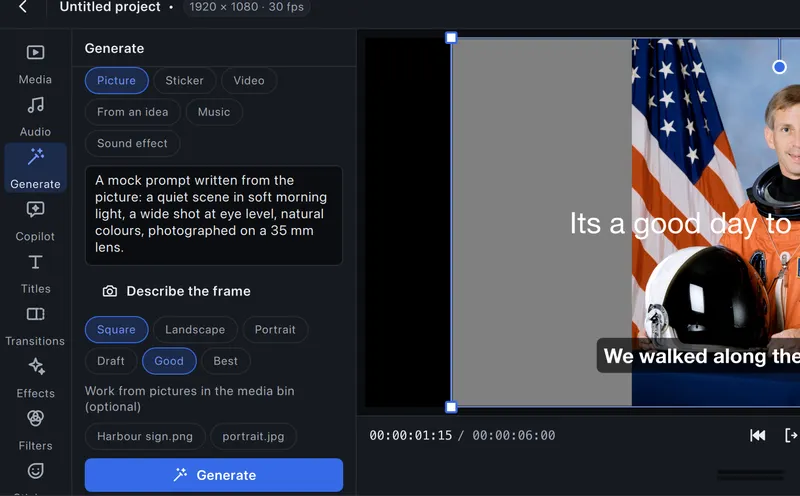 Untitled project · 1920 × 1080 · 30 fps
Media
Audio
Generate
Copilot
Titles
Transitions
Effects
Filters
Generate
Picture Sticker Video
From an idea Music
Sound effect
A mock prompt written from the
picture: a quiet scene in soft morning
light, a wide shot at eye level, natural
colours, photographed on a 35 mm
lens.
Describe the frame
Square Landscape Portrait
Draft Good Best
Work from pictures in the media bin
(optional)
Harbour sign.png portrait.jpg
Generate
Its a good day to
We walked along the
00:00:01:15 / 00:00:06:00